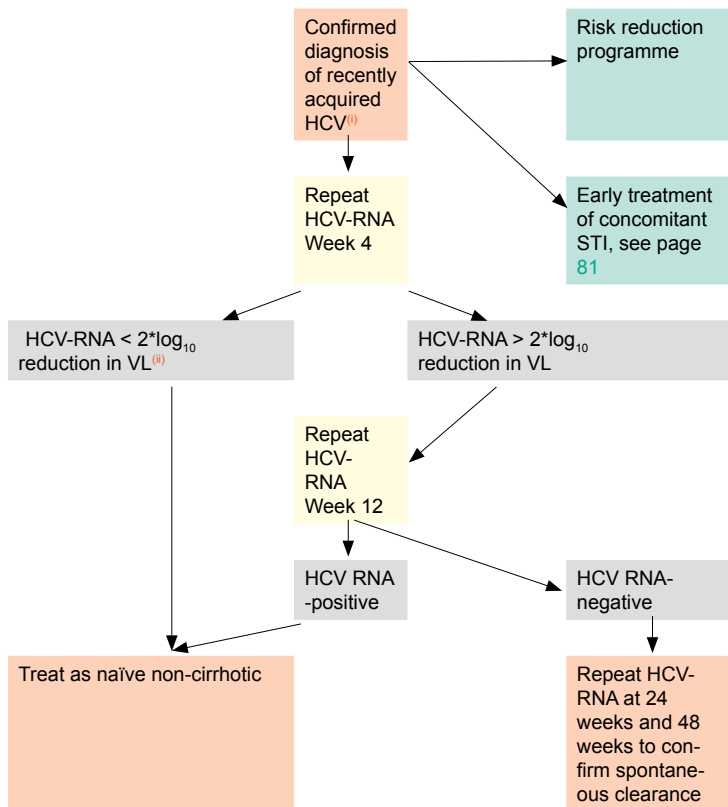 Confirmed
diagnosis
of recently
acquired
HCV(i)
Risk reduction
programme
Repeat
HCV-RNA
Week 4
Early treatment
of concomitant
STI, see page
81
HCV-RNA < 2*log10
reduction in VL(ii)
HCV-RNA > 2*log10
reduction in VL
Repeat
HCV-
RNA
Week 12
HCV RNA
-positive
HCV RNA-
negative
Treat as naïve non-cirrhotic
Repeat HCV-
RNA at 24
weeks and 48
weeks to con-
firm spontane-
ous clearance